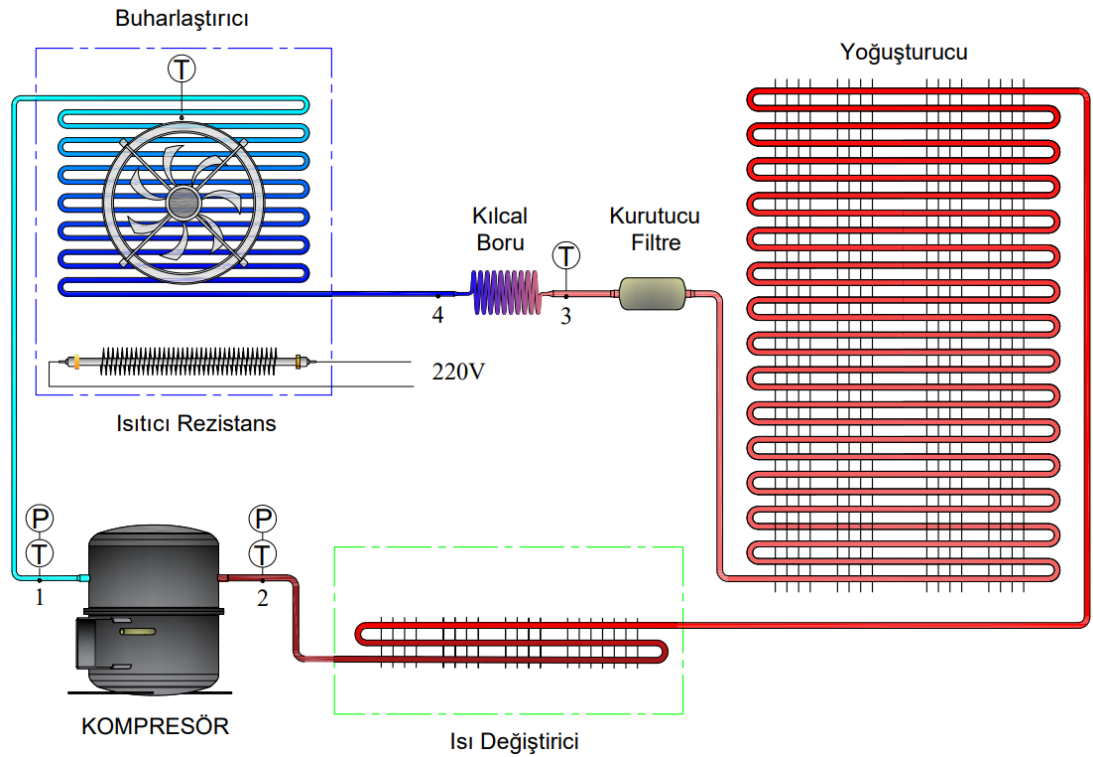 Buharlaştırıcı
Yoğuşturucu
T
Kılcal
Boru
Kurutucu
Filtre
T
4
3
220V
Isıtıcı Rezistans
P
T
1
P
T
2
KOMPRESÖR
Isı Değiştirici